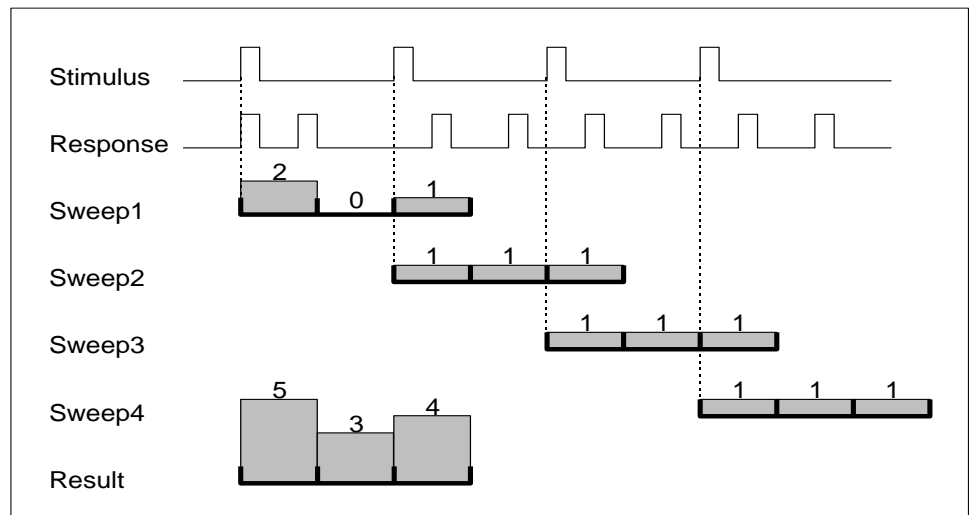 Stimulus
Response
2
0
1
Sweep1
1 1 1
Sweep2
1 1 1
Sweep3
5
3
4
1 1 1
Sweep4
Result